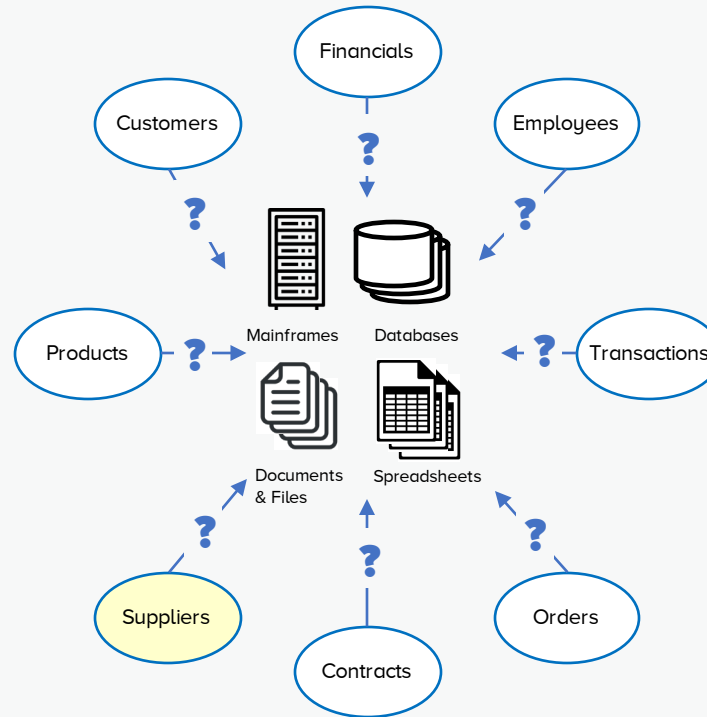 Financials
Customers
Employees
?
?
?
Mainframes
Databases
Products
?
?
Transactions
Documents
& Files
Spreadsheets
?
?
?
Suppliers
Orders
Contracts